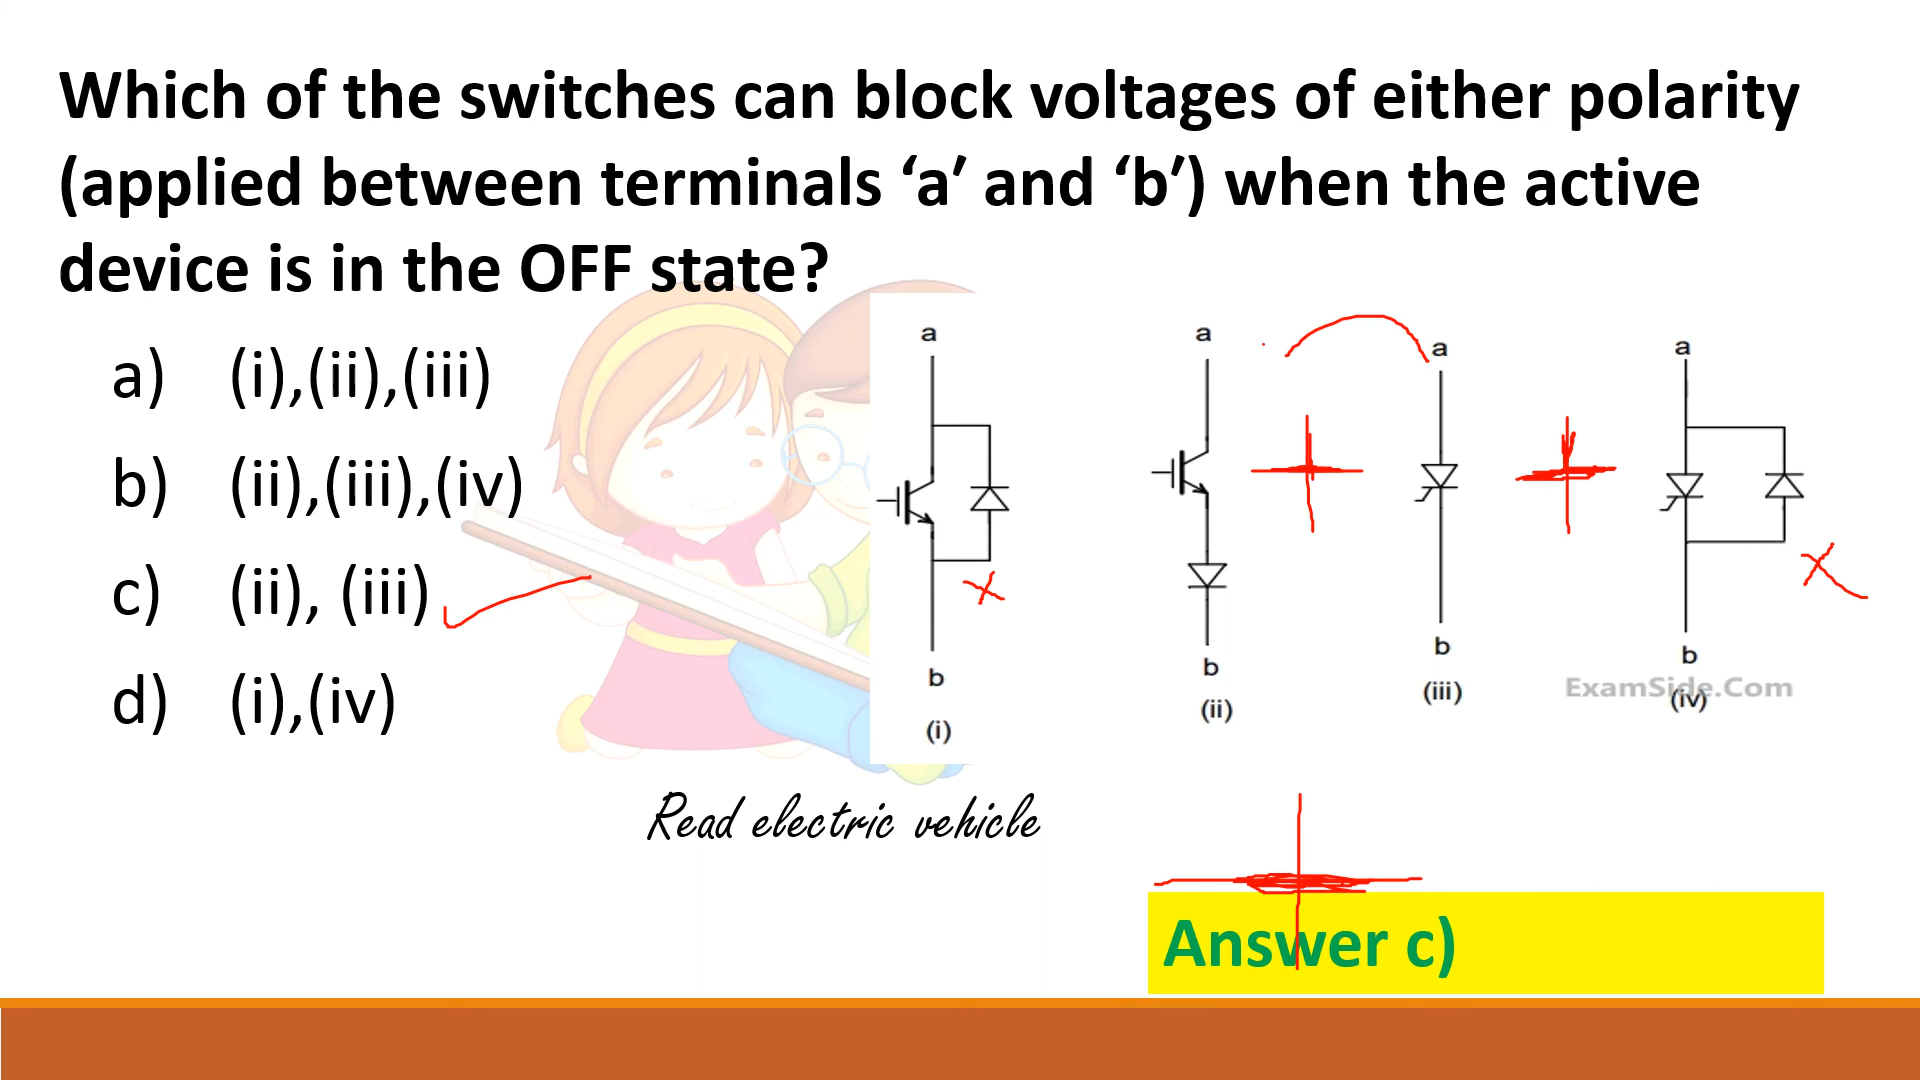 Which of the switches can block voltages of either polarity
(applied between terminals ‘a’ and ‘b’) when the active
device is in the OFF state?
a) (i),(ii),(iii)
b) (ii),(iii),(iv)
c) (ii), (iii)
d) (i),(iv)
a
a
a
a
b
b
b
b
(i)
(ii)
(iii)
(iv)
ExamSide.Com
Read electric vehicle
Answer c)